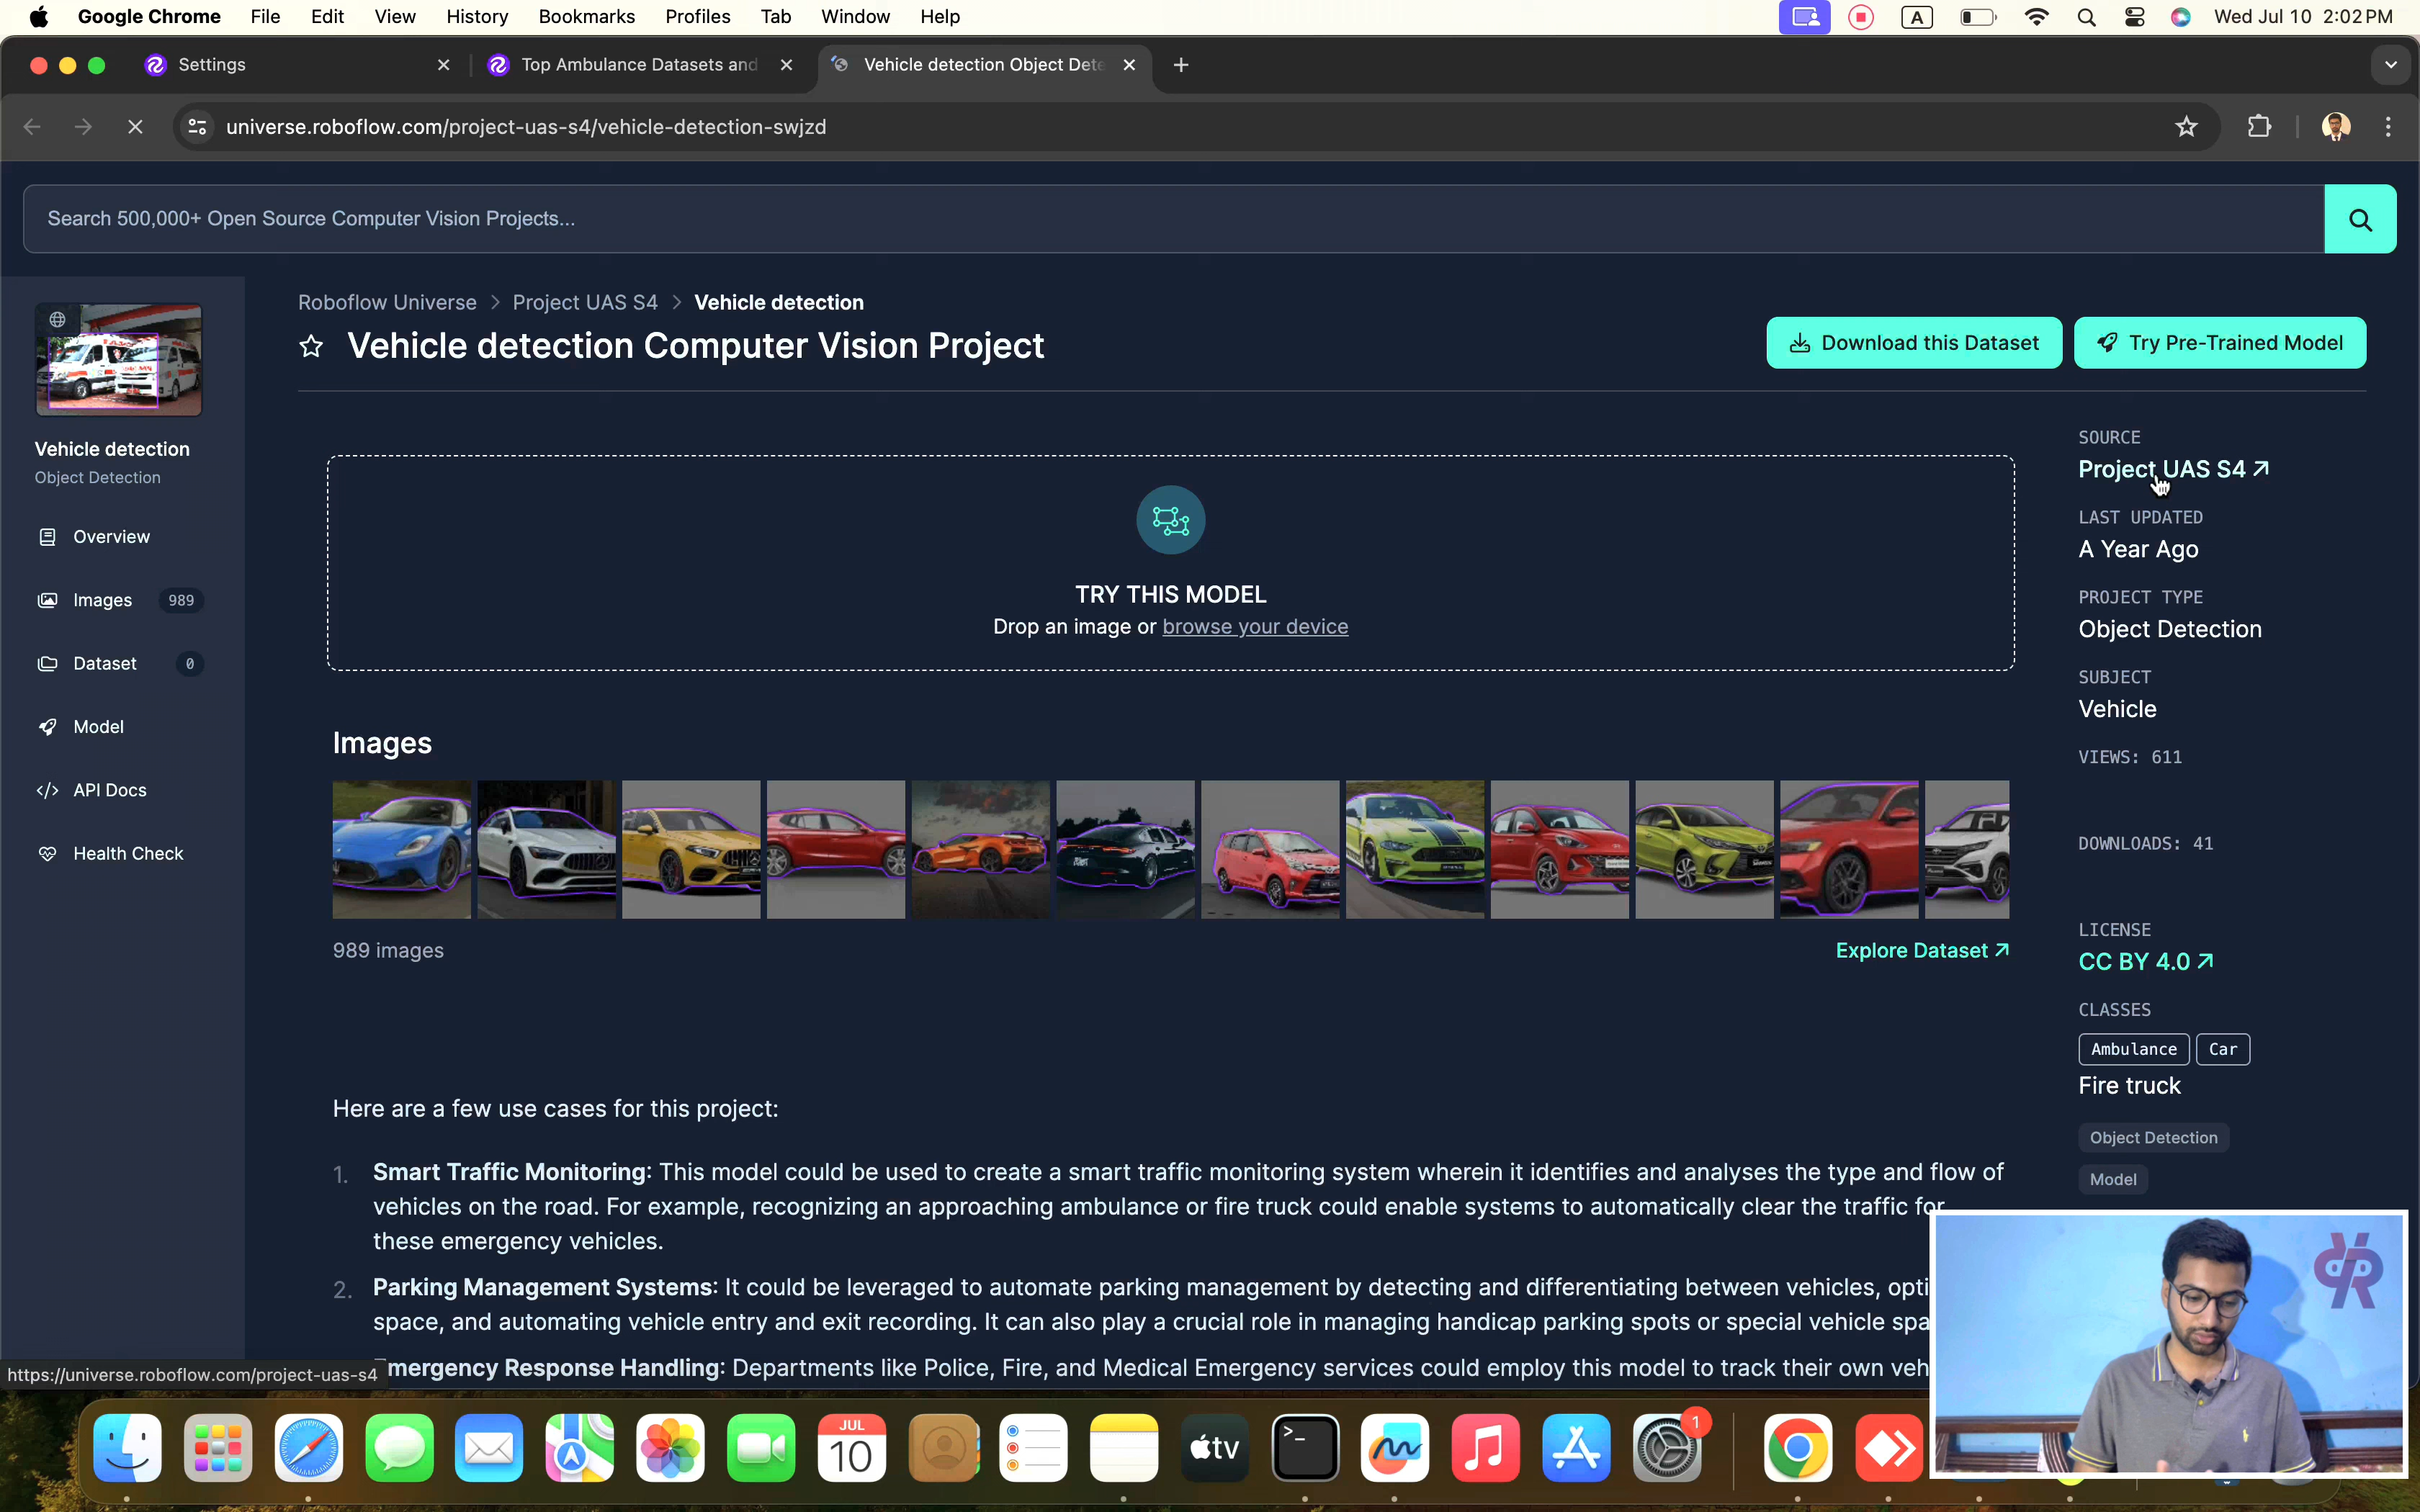 Google Chrome File Edit View History Bookmarks Profiles Tab Window Help A Wed Jul 10 2:02 PM
Settings Top Ambulance Datasets and Vehicle detection Object Dete
universe.roboflow.com/project-uas-s4/vehicle-detection-swjzd
Search 500,000+ Open Source Computer Vision Projects...
Roboflow Universe > Project UAS S4 > Vehicle detection
Vehicle detection Computer Vision Project
Download this Dataset
Try Pre-Trained Model
Vehicle detection
Object Detection
Overview
Images 989
Dataset 0
Model
API Docs
Health Check
TRY THIS MODEL
Drop an image or browse your device
Images
989 images
Explore Dataset
SOURCE
Project UAS S4
LAST UPDATED
A Year Ago
PROJECT TYPE
Object Detection
SUBJECT
Vehicle
VIEWS: 611
DOWNLOADS: 41
LICENSE
CC BY 4.0
CLASSES
Ambulance Car
Fire truck
Object Detection
Model
Here are a few use cases for this project:
1. Smart Traffic Monitoring: This model could be used to create a smart traffic monitoring system wherein it identifies and analyses the type and flow of
vehicles on the road. For example, recognizing an approaching ambulance or fire truck could enable systems to automatically clear the traffic for
these emergency vehicles.
2. Parking Management Systems: It could be leveraged to automate parking management by detecting and differentiating between vehicles, opti
space, and automating vehicle entry and exit recording. It can also play a crucial role in managing handicap parking spots or special vehicle spa
mergency Response Handling: Departments like Police, Fire, and Medical Emergency services could employ this model to track their own veh
https://universe.roboflow.com/project-uas-s4
JUL
10
tv
1